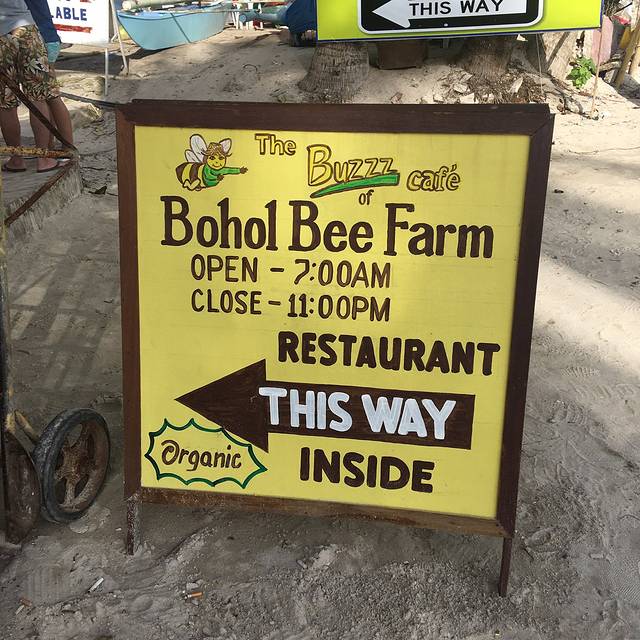 ABLE
THIS WAY
The Buzzz café
of
Bohol Bee Farm
OPEN - 7:00AM
CLOSE - 11:00PM
RESTAURANT
THIS WAY
Organic
INSIDE